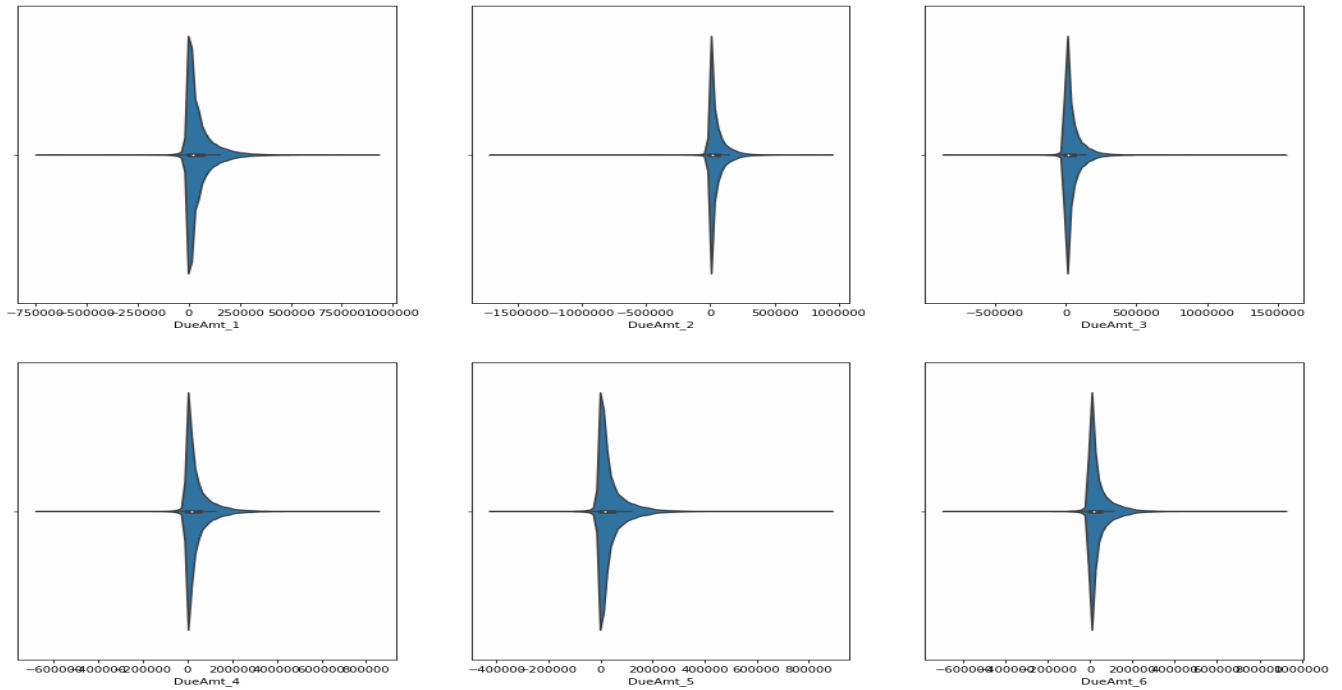 −750000−500000−250000 0 250000 500000 750000 1000000
DueAmt_1
−1500000 −1000000 −500000 0 500000 1000000
DueAmt_2
−500000 0 500000 1000000 1500000
DueAmt_3
−600000−400000−200000 0 200000 400000 600000 800000
DueAmt_4
−400000 −200000 0 200000 400000 600000 800000
DueAmt_5
−600000−400000−200000 0 200000 400000 600000 800000 1000000
DueAmt_6